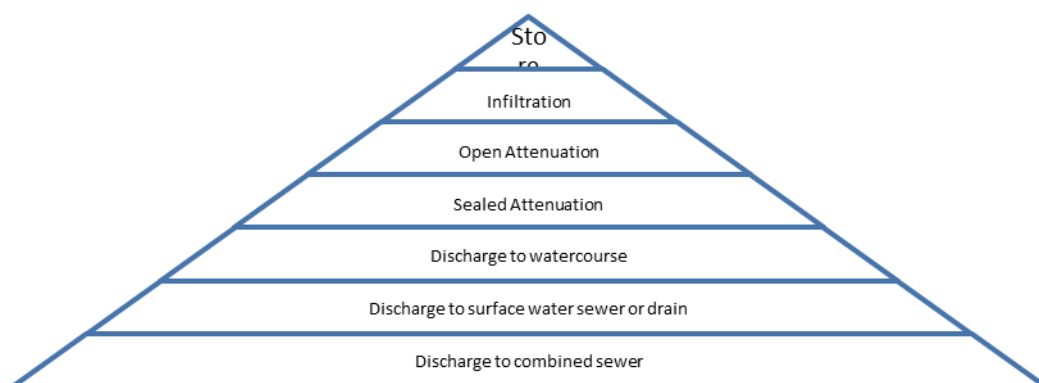 Sto
re
Infiltration
Open Attenuation
Sealed Attenuation
Discharge to watercourse
Discharge to surface water sewer or drain
Discharge to combined sewer